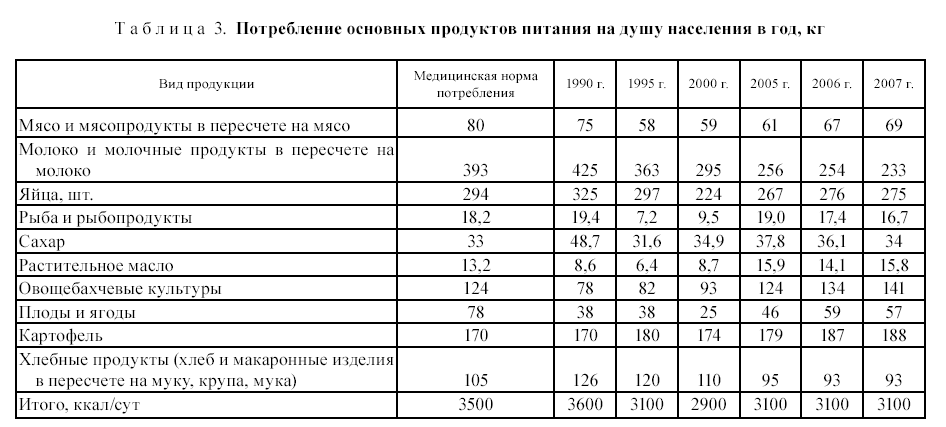 Таблица 3. Потребление основных продуктов питания на душу населения в год, кг
Вид продукции Медицинская норма потребления 1990 г. 1995 г. 2000 г. 2005 г. 2006 г. 2007 г.
Мясо и мясопродукты в пересчете на мясо 80 75 58 59 61 67 69
Молоко и молочные продукты в пересчете на
молоко 393 425 363 295 256 254 233
Яйца, шт. 294 325 297 224 267 276 275
Рыба и рыбопродукты 18,2 19,4 7,2 9,5 19,0 17,4 16,7
Сахар 33 48,7 31,6 34,9 37,8 36,1 34
Растительное масло 13,2 8,6 6,4 8,7 15,9 14,1 15,8
Овощебахчевые культуры 124 78 82 93 124 134 141
Плоды и ягоды 78 38 38 25 46 59 57
Картофель 170 170 180 174 179 187 188
Хлебные продукты (хлеб и макаронные изделия
в пересчете на муку, крупа, мука) 105 126 120 110 95 93 93
Итого, ккал/сут 3500 3600 3100 2900 3100 3100 3100